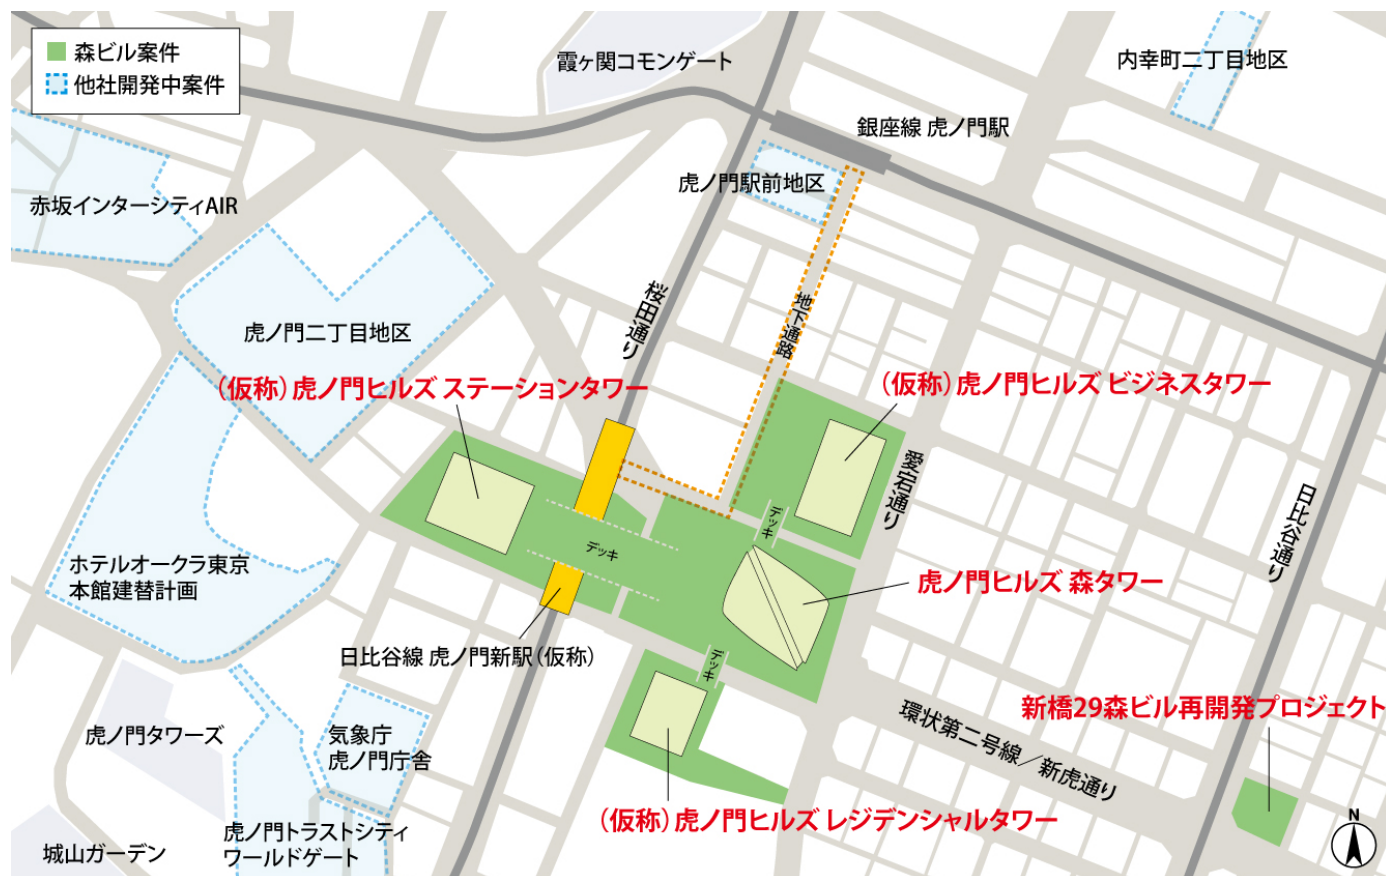 森ビル案件
他社開発中案件
霞ヶ関コモンゲート
内幸町二丁目地区
銀座線 虎ノ門駅
虎ノ門駅前地区
赤坂インターシティAIR
桜田通り
地下通路
虎ノ門二丁目地区
（仮称）虎ノ門ヒルズ ステーションタワー
（仮称）虎ノ門ヒルズ ビジネスタワー
愛宕通り
日比谷通り
デッキ
デッキ
ホテルオークラ東京
本館建替計画
虎ノ門ヒルズ 森タワー
日比谷線 虎ノ門新駅（仮称）
デッキ
新橋29森ビル再開発プロジェクト
環状第二号線／新虎通り
虎ノ門タワーズ
気象庁
虎ノ門庁舎
（仮称）虎ノ門ヒルズ レジデンシャルタワー
虎ノ門トラストシティ
ワールドゲート
城山ガーデン
N